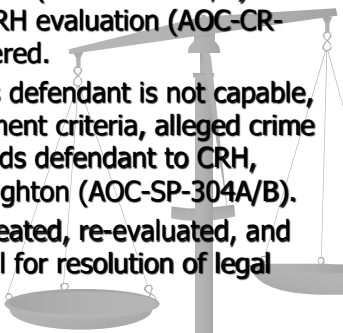 RH evaluation (AOC-CR-
ered.
defendant is not capable,
ment criteria, alleged crime
ds defendant to CRH,
ghton (AOC-SP-304A/B).
eated, re-evaluated, and
l for resolution of legal